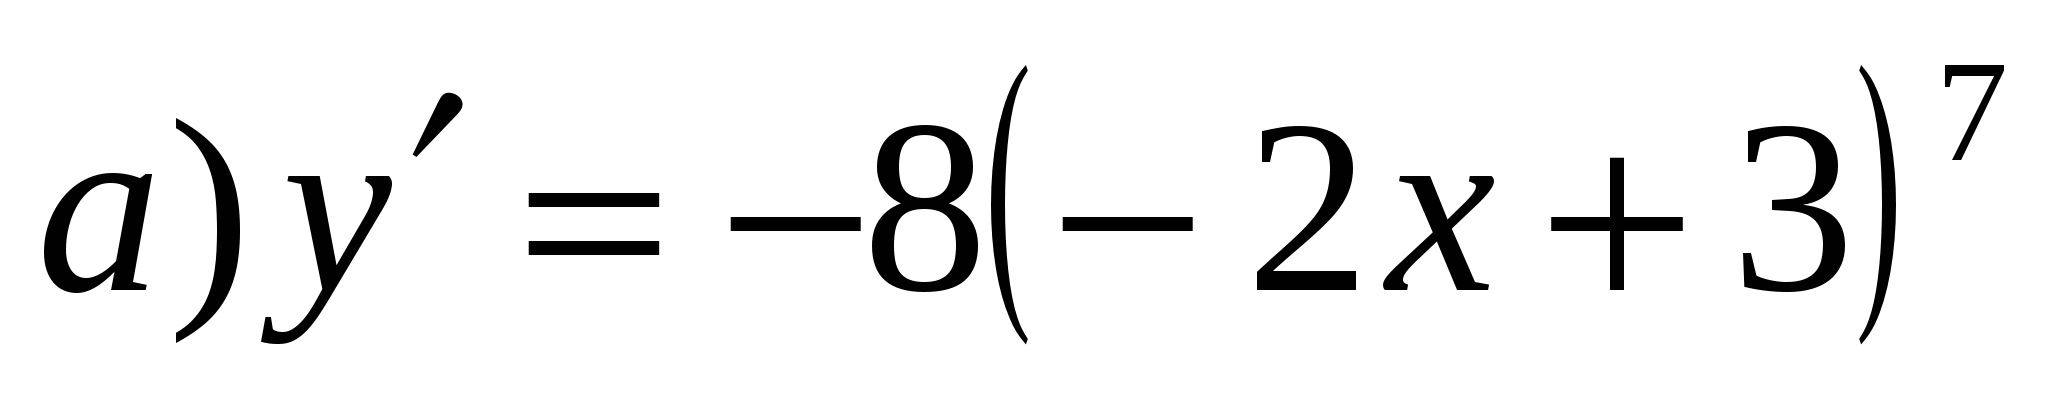 a) y′ = −8(− 2x + 3)⁷